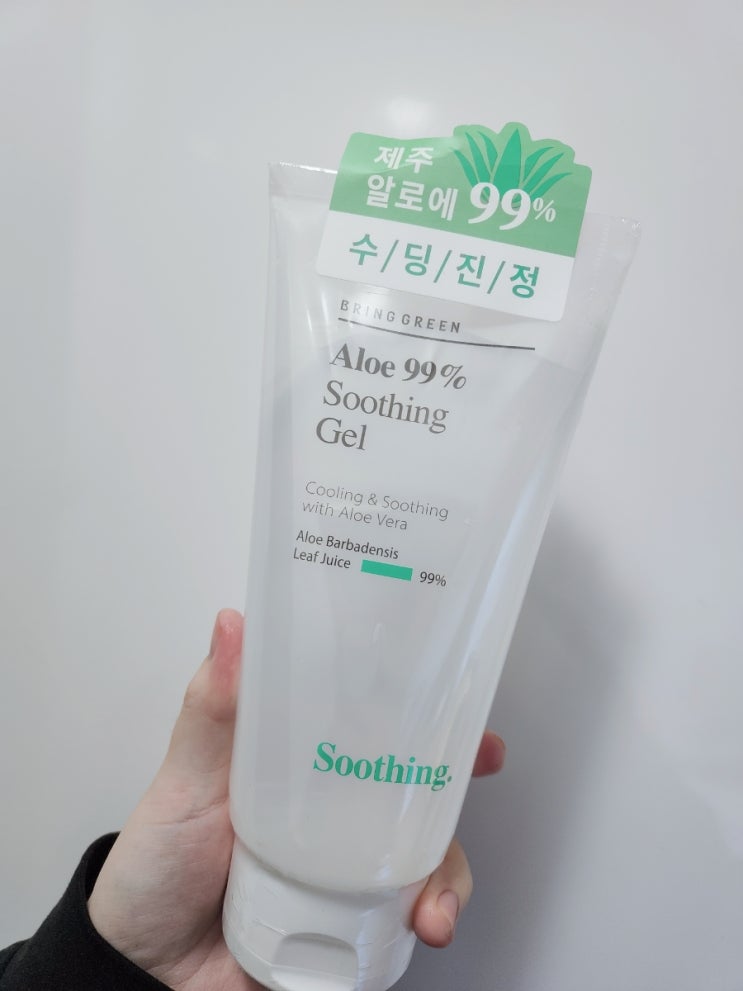 제주
알로에 99%
수/딩/진/정
BRING GREEN
Aloe 99%
Soothing
Gel
Cooling & Soothing
with Aloe Vera
Aloe Barbadensis
Leaf Juice 99%
Soothing.